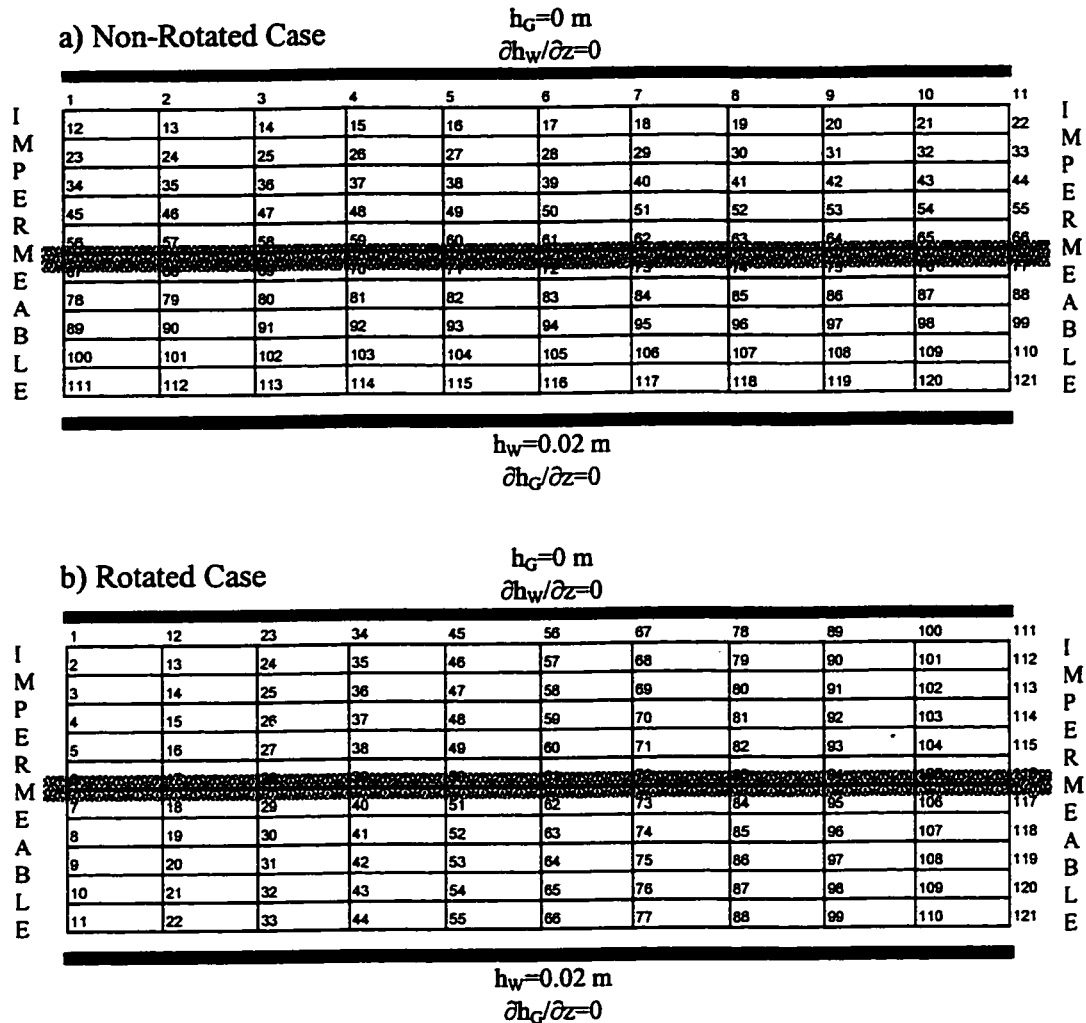 a) Non-Rotated Case
h_G=0 m
∂h_W/∂z=0
1 2 3 4 5 6 7 8 9 10 11
12 13 14 15 16 17 18 19 20 21 22
23 24 25 26 27 28 29 30 31 32 33
34 35 36 37 38 39 40 41 42 43 44
45 46 47 48 49 50 51 52 53 54 55
56 57 58 59 60 61 62 63 64 65 66
78 79 80 81 82 83 84 85 86 87 88
89 90 91 92 93 94 95 96 97 98 99
100 101 102 103 104 105 106 107 108 109 110
111 112 113 114 115 116 117 118 119 120 121
IMPERMEABLE
IMPERMEABLE
h_W=0.02 m
∂h_G/∂z=0
b) Rotated Case
h_G=0 m
∂h_W/∂z=0
1 12 23 34 45 56 67 78 89 100 111
2 13 24 35 46 57 68 79 90 101 112
3 14 25 36 47 58 69 80 91 102 113
4 15 26 37 48 59 70 81 92 103 114
5 16 27 38 49 60 71 82 93 104 115
7 18 29 40 51 62 73 84 95 106 117
8 19 30 41 52 63 74 85 96 107 118
9 20 31 42 53 64 75 86 97 108 119
10 21 32 43 54 65 76 87 98 109 120
11 22 33 44 55 66 77 88 99 110 121
IMPERMEABLE
IMPERMEABLE
h_W=0.02 m
∂h_G/∂z=0